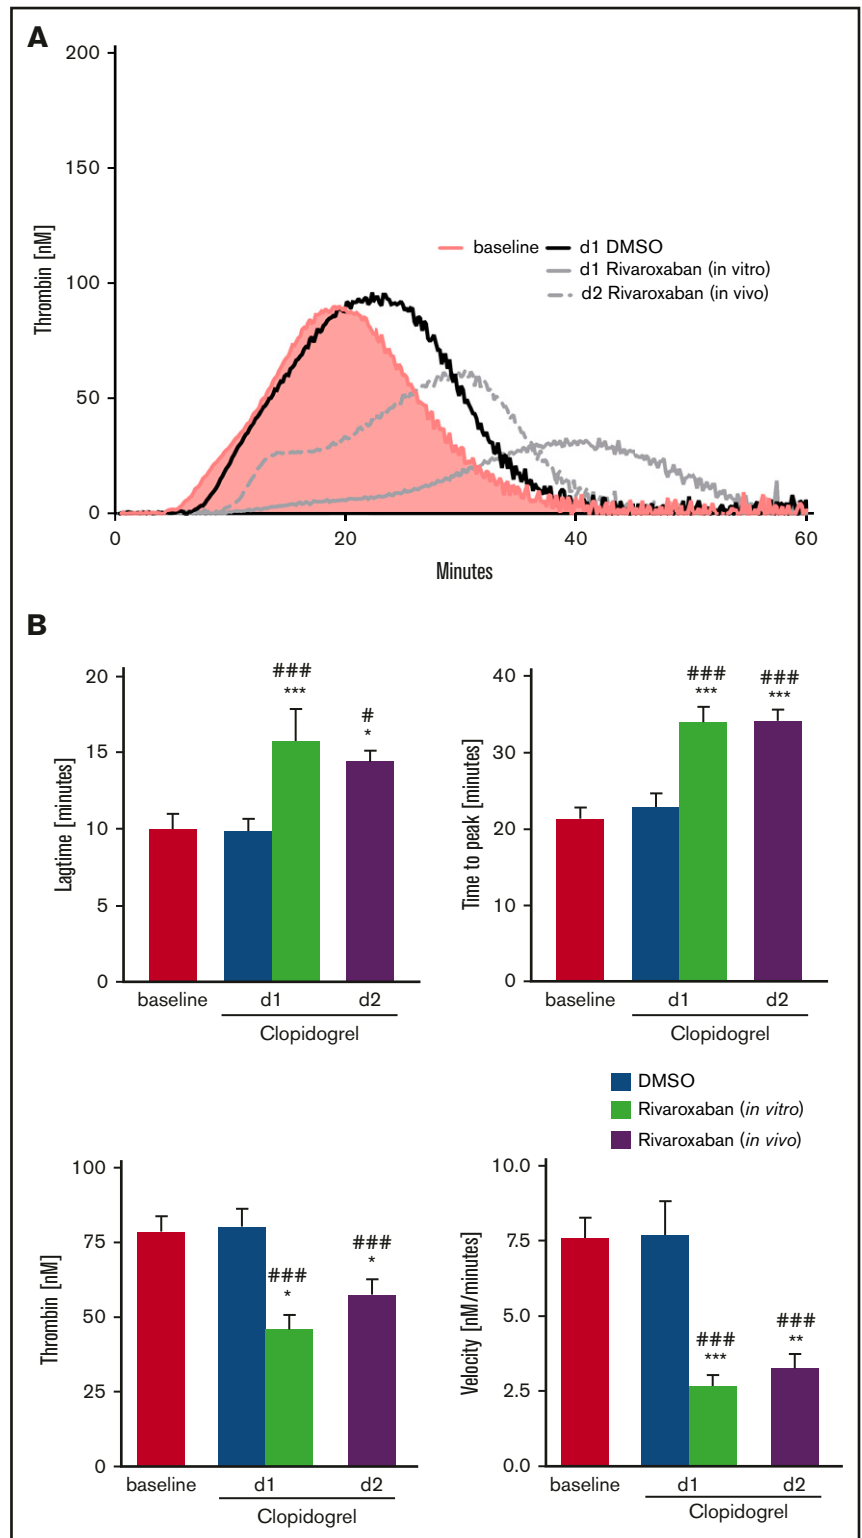 A
200
150
100
50
0
Thrombin [nM]
baseline
d1 DMSO
d1 Rivaroxaban (in vitro)
d2 Rivaroxaban (in vivo)
0 20 40 60
Minutes
B
20
15
10
5
0
Lagtime [minutes]
###
***
#
*
baseline d1 d2
Clopidogrel
40
30
20
10
0
Time to peak [minutes]
###
***
###
***
baseline d1 d2
Clopidogrel
DMSO
Rivaroxaban (in vitro)
Rivaroxaban (in vivo)
100
75
50
25
0
Thrombin [nM]
###
*
###
*
baseline d1 d2
Clopidogrel
10.0
7.5
5.0
2.5
0.0
Velocity [nM/minutes]
###
***
###
**
baseline d1 d2
Clopidogrel